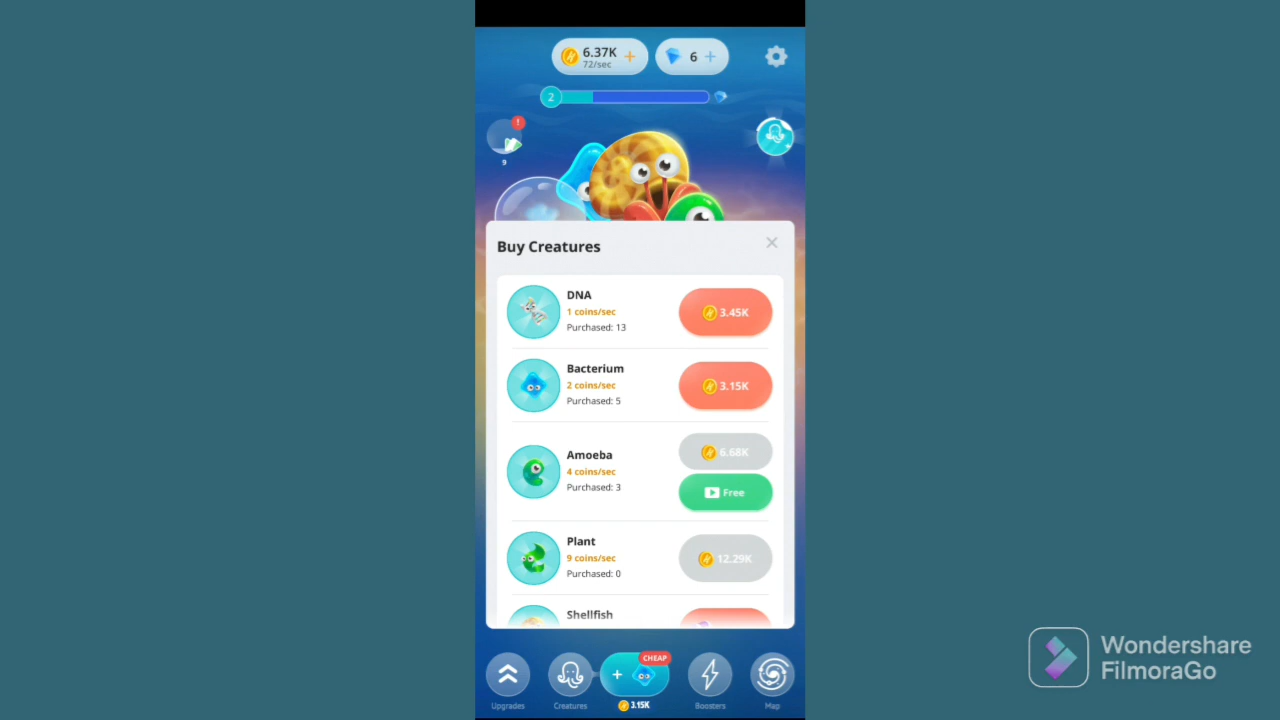 6.37K
72/sec
6
2
!
9
Buy Creatures
DNA
1 coins/sec
Purchased: 13
3.45K
Bacterium
2 coins/sec
Purchased: 5
3.15K
Amoeba
4 coins/sec
Purchased: 3
6.68K
Free
Plant
9 coins/sec
Purchased: 0
12.29K
Shellfish
CHEAP
Upgrades
Creatures
3.15K
Boosters
Map
Wondershare
FilmoraGo